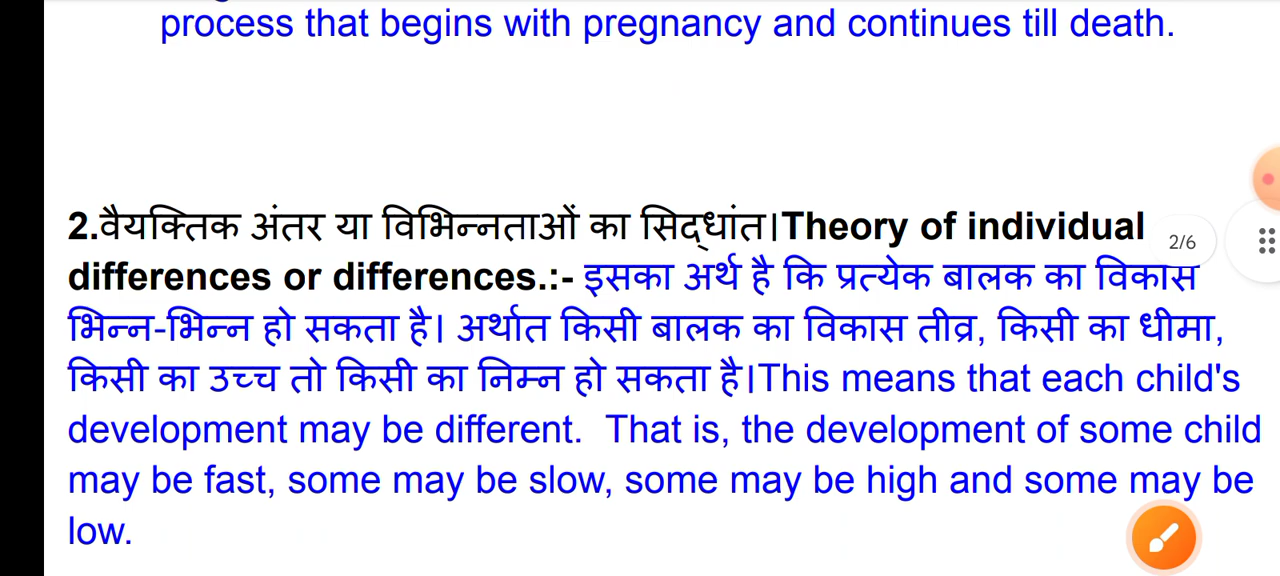 process that begins with pregnancy and continues till death.
2.वैयक्तिक अंतर या विभिन्नताओं का सिद्धांत।Theory of individual
2/6
differences or differences.:- इसका अर्थ है कि प्रत्येक बालक का विकास
भिन्न-भिन्न हो सकता है। अर्थात किसी बालक का विकास तीव्र, किसी का धीमा,
किसी का उच्च तो किसी का निम्न हो सकता है।This means that each child's
development may be different.  That is, the development of some child
may be fast, some may be slow, some may be high and some may be
low.